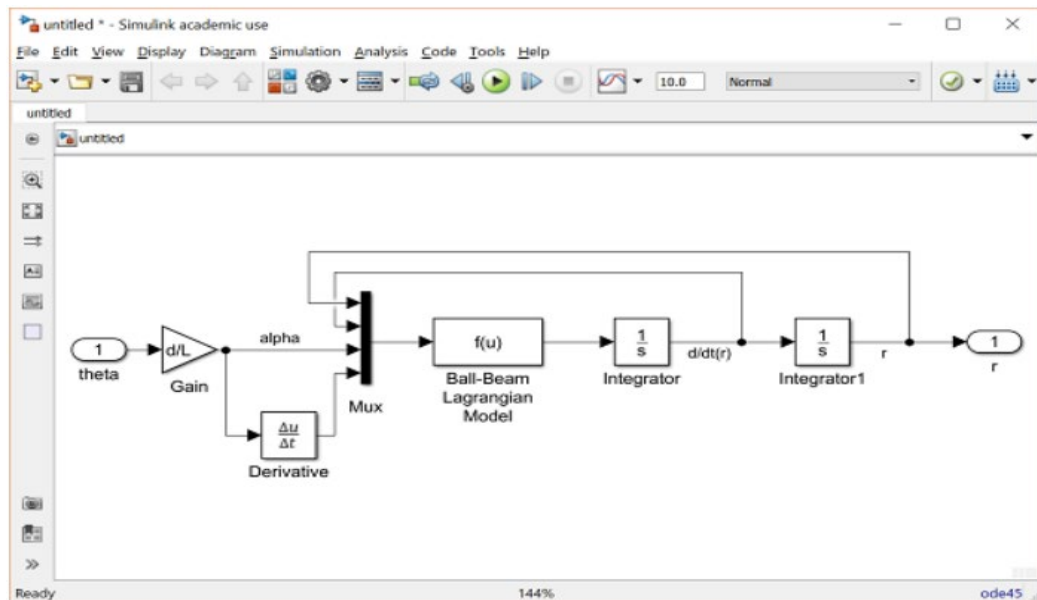 untitled * - Simulink academic use
File Edit View Display Diagram Simulation Analysis Code Tools Help
10.0 Normal
untitled
untitled
1
theta
d/L
Gain
alpha
Δu
Δt
Derivative
Mux
f(u)
Ball-Beam
Lagrangian
Model
1
s
Integrator
d/dt(r)
1
s
Integrator1
r
1
r
Ready 144% ode45